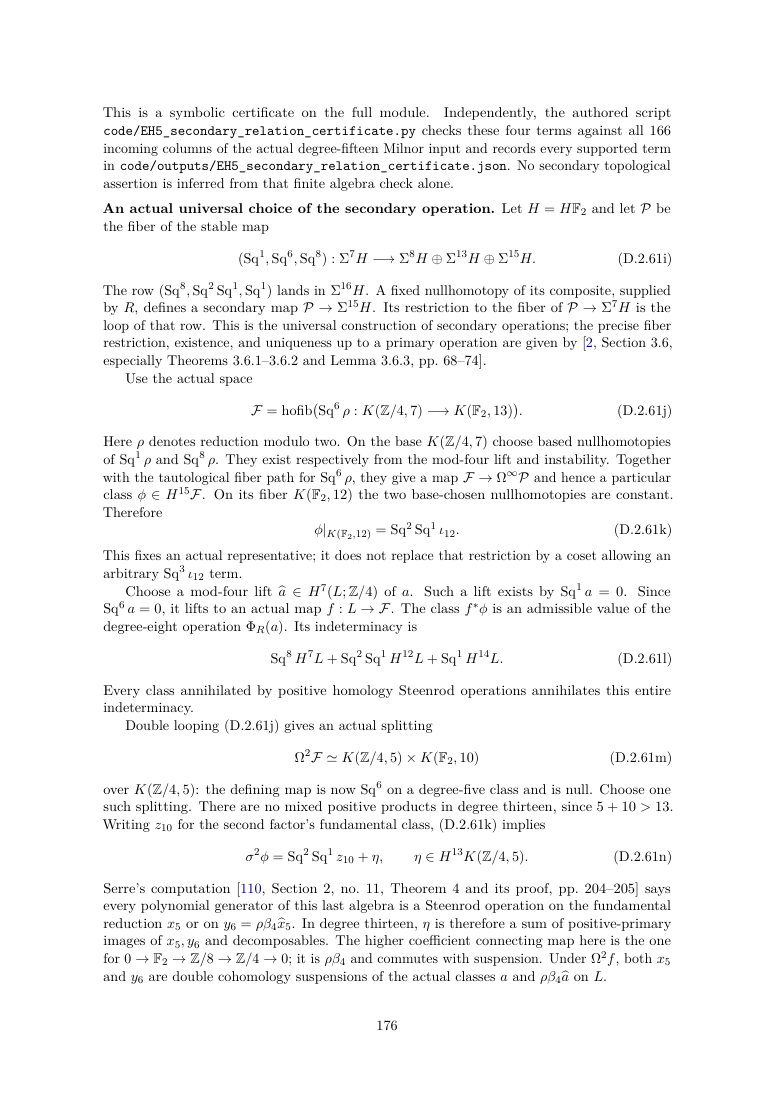 This is a symbolic certificate on the full module. Independently, the authored script
code/EH5_secondary_relation_certificate.py checks these four terms against all 166
incoming columns of the actual degree-fifteen Milnor input and records every supported term
in code/outputs/EH5_secondary_relation_certificate.json. No secondary topological
assertion is inferred from that finite algebra check alone.
An actual universal choice of the secondary operation. Let H = HF₂ and let 𝒫 be
the fiber of the stable map
(Sq¹, Sq⁶, Sq⁸) : Σ⁷H ⟶ Σ⁸H ⊕ Σ¹³H ⊕ Σ¹⁵H. (D.2.61i)
The row (Sq⁸, Sq² Sq¹, Sq¹) lands in Σ¹⁶H. A fixed nullhomotopy of its composite, supplied
by R, defines a secondary map 𝒫 → Σ¹⁵H. Its restriction to the fiber of 𝒫 → Σ⁷H is the
loop of that row. This is the universal construction of secondary operations; the precise fiber
restriction, existence, and uniqueness up to a primary operation are given by [2, Section 3.6,
especially Theorems 3.6.1–3.6.2 and Lemma 3.6.3, pp. 68–74].
Use the actual space
ℱ = hofib(Sq⁶ ρ : K(ℤ/4, 7) ⟶ K(𝔽₂, 13)). (D.2.61j)
Here ρ denotes reduction modulo two. On the base K(ℤ/4, 7) choose based nullhomotopies
of Sq¹ ρ and Sq⁸ ρ. They exist respectively from the mod-four lift and instability. Together
with the tautological fiber path for Sq⁶ ρ, they give a map ℱ → Ω^∞𝒫 and hence a particular
class ϕ ∈ H¹⁵ℱ. On its fiber K(𝔽₂, 12) the two base-chosen nullhomotopies are constant.
Therefore
ϕ|_{K(𝔽₂,12)} = Sq² Sq¹ ι₁₂. (D.2.61k)
This fixes an actual representative; it does not replace that restriction by a coset allowing an
arbitrary Sq³ ι₁₂ term.
Choose a mod-four lift â ∈ H⁷(L; ℤ/4) of a. Such a lift exists by Sq¹ a = 0. Since
Sq⁶ a = 0, it lifts to an actual map f : L → ℱ. The class f*ϕ is an admissible value of the
degree-eight operation Φ_R(a). Its indeterminacy is
Sq⁸ H⁷L + Sq² Sq¹ H¹²L + Sq¹ H¹⁴L. (D.2.61l)
Every class annihilated by positive homology Steenrod operations annihilates this entire
indeterminacy.
Double looping (D.2.61j) gives an actual splitting
Ω²ℱ ≃ K(ℤ/4, 5) × K(𝔽₂, 10) (D.2.61m)
over K(ℤ/4, 5): the defining map is now Sq⁶ on a degree-five class and is null. Choose one
such splitting. There are no mixed positive products in degree thirteen, since 5 + 10 > 13.
Writing z₁₀ for the second factor’s fundamental class, (D.2.61k) implies
σ²ϕ = Sq² Sq¹ z₁₀ + η, η ∈ H¹³K(ℤ/4, 5). (D.2.61n)
Serre’s computation [110, Section 2, no. 11, Theorem 4 and its proof, pp. 204–205] says
every polynomial generator of this last algebra is a Steenrod operation on the fundamental
reduction x₅ or on y₆ = ρβ₄x̂₅. In degree thirteen, η is therefore a sum of positive-primary
images of x₅, y₆ and decomposables. The higher coefficient connecting map here is the one
for 0 → 𝔽₂ → ℤ/8 → ℤ/4 → 0; it is ρβ₄ and commutes with suspension. Under Ω²f, both x₅
and y₆ are double cohomology suspensions of the actual classes a and ρβ₄â on L.
176